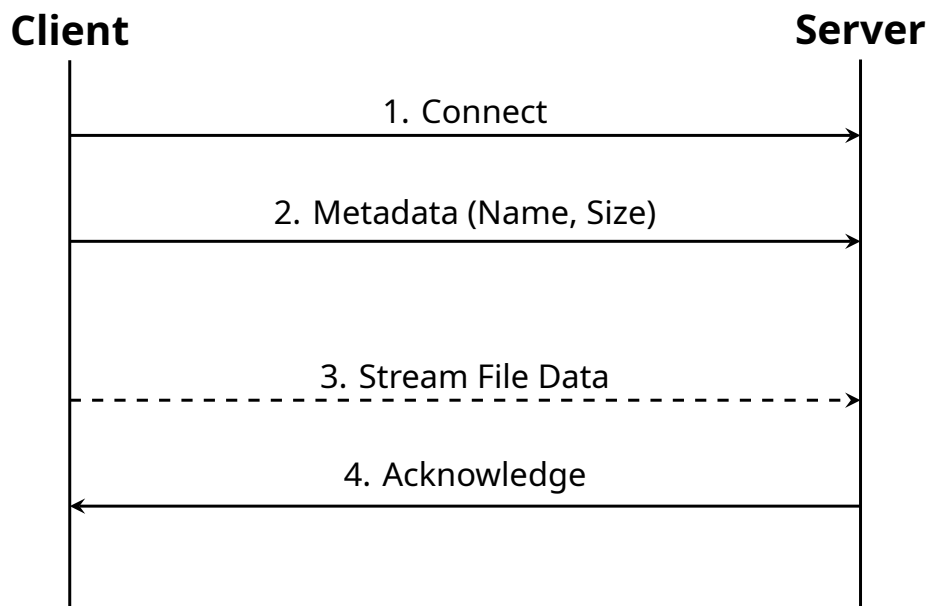 Client
Server
1. Connect
2. Metadata (Name, Size)
3. Stream File Data
4. Acknowledge